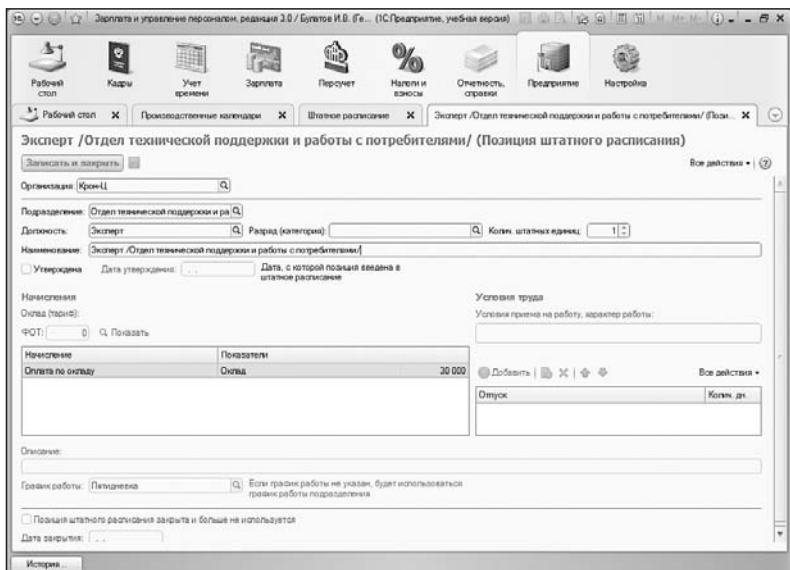 Зарплата и управление персоналом, редакция 3.0 / Булатов И.В. (Ге... (1С:Предприятие, учебная версия) M M+ M-
Рабочий стол Кадры Учет времени Зарплата Персучет Налоги и взносы Отчетность, справки Предприятие Настройка
Рабочий стол Производственные календари Штатное расписание Эксперт /Отдел технической поддержки и работы с потребителями/ (Пози...
Эксперт /Отдел технической поддержки и работы с потребителями/ (Позиция штатного расписания)
Записать и закрыть Все действия
Организация: Крон-Ц
Подразделение: Отдел технической поддержки и ра
Должность: Эксперт Разряд (категория): Колич. штатных единиц: 1
Наименование: Эксперт /Отдел технической поддержки и работы с потребителями/
Утверждена Дата утверждения: . . Дата, с которой позиция введена в
штатное расписание
Начисления Условия труда
Оклад (тариф): Условия приема на работу, характер работы:
ФОТ: 0 Показать
Начисление Показатели
Оплата по окладу Оклад 30 000 Добавить Все действия
Отпуск Колич. дн.
Описание:
График работы: Пятидневка Если график работы не указан, будет использоваться
график работы подразделения
Позиция штатного расписания закрыта и больше не используется
Дата закрытия: . .
История...